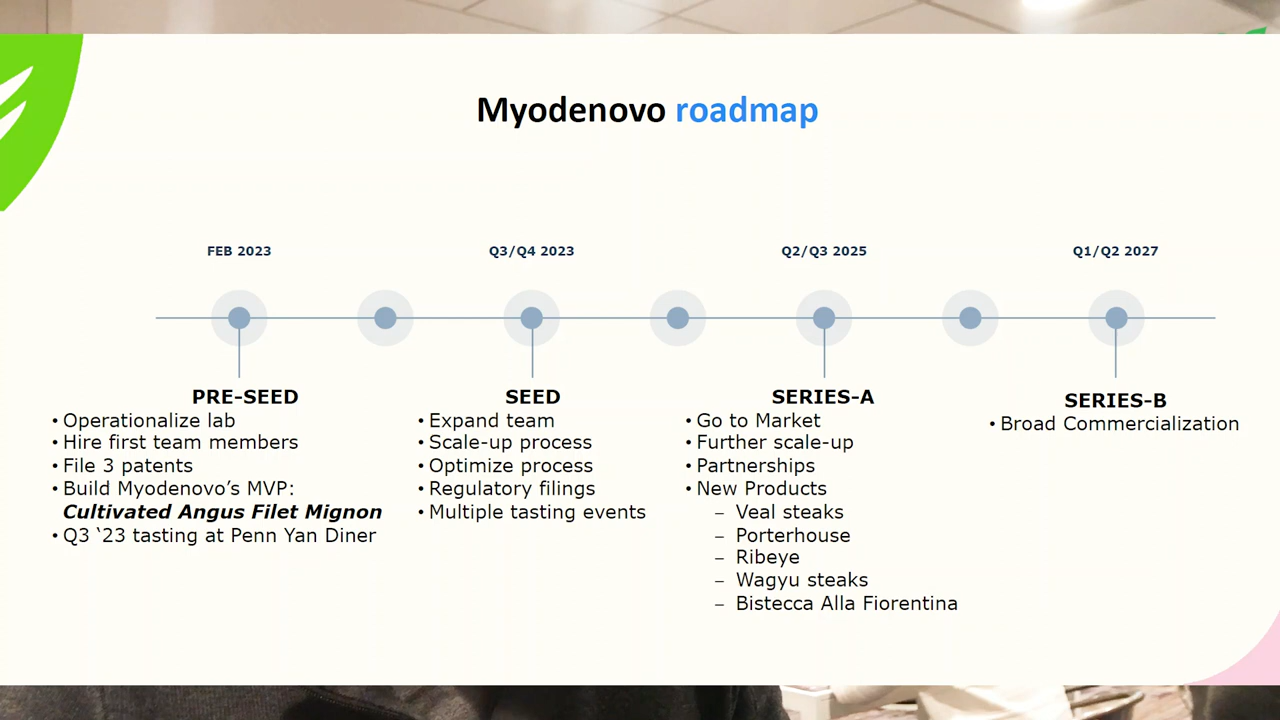 Myodenovo roadmap
FEB 2023
Q3/Q4 2023
Q2/Q3 2025
Q1/Q2 2027
PRE-SEED
• Operationalize lab
• Hire first team members
• File 3 patents
• Build Myodenovo’s MVP:
Cultivated Angus Filet Mignon
• Q3 ‘23 tasting at Penn Yan Diner
SEED
• Expand team
• Scale-up process
• Optimize process
• Regulatory filings
• Multiple tasting events
SERIES-A
• Go to Market
• Further scale-up
• Partnerships
• New Products
– Veal steaks
– Porterhouse
– Ribeye
– Wagyu steaks
– Bistecca Alla Fiorentina
SERIES-B
• Broad Commercialization